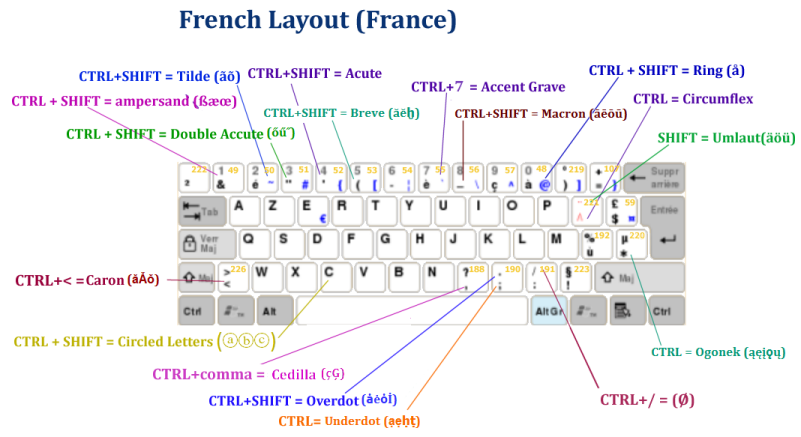 French Layout (France)
CTRL+SHIFT = Tilde (ãõ)
CTRL+SHIFT = Acute
CTRL+7 = Accent Grave
CTRL + SHIFT = Ring (å)
CTRL + SHIFT = ampersand (ßæœ)
CTRL+SHIFT = Breve (ăĕḫ)
CTRL+SHIFT = Macron (āēōū)
CTRL = Circumflex
CTRL + SHIFT = Double Accute (őű˝)
SHIFT = Umlaut(äöü)
222 1 49 2 50 3 51 4 52 5 53 6 54 7 55 8 56 9 57 0 48 ° 219 +
² & é ~ " # ' { ( [ - ¦ è ` _ \ ç ^ à @ ) ] = }
Suppr
arrière
Tab A Z E € R T Y U I O P ¨ ^ £ $ ¤ 59 Entrée
Verr
Maj Q S D F G H J K L M % 192 ù µ 220 *
Maj > 226 < W X C V B N ? 188 , . 190 ; / 191 : § 223 ! Maj
Ctrl Alt Alt Gr Ctrl
CTRL+< =Caron (ǎǍǒ)
CTRL + SHIFT = Circled Letters (ⓐⓑⓒ)
CTRL = Ogonek (ąęįǫų)
CTRL+comma = Cedilla (çĢ)
CTRL+SHIFT = Overdot (ȧėȯİ)
CTRL+/ = (Ø)
CTRL= Underdot (ạẹḥṭ)